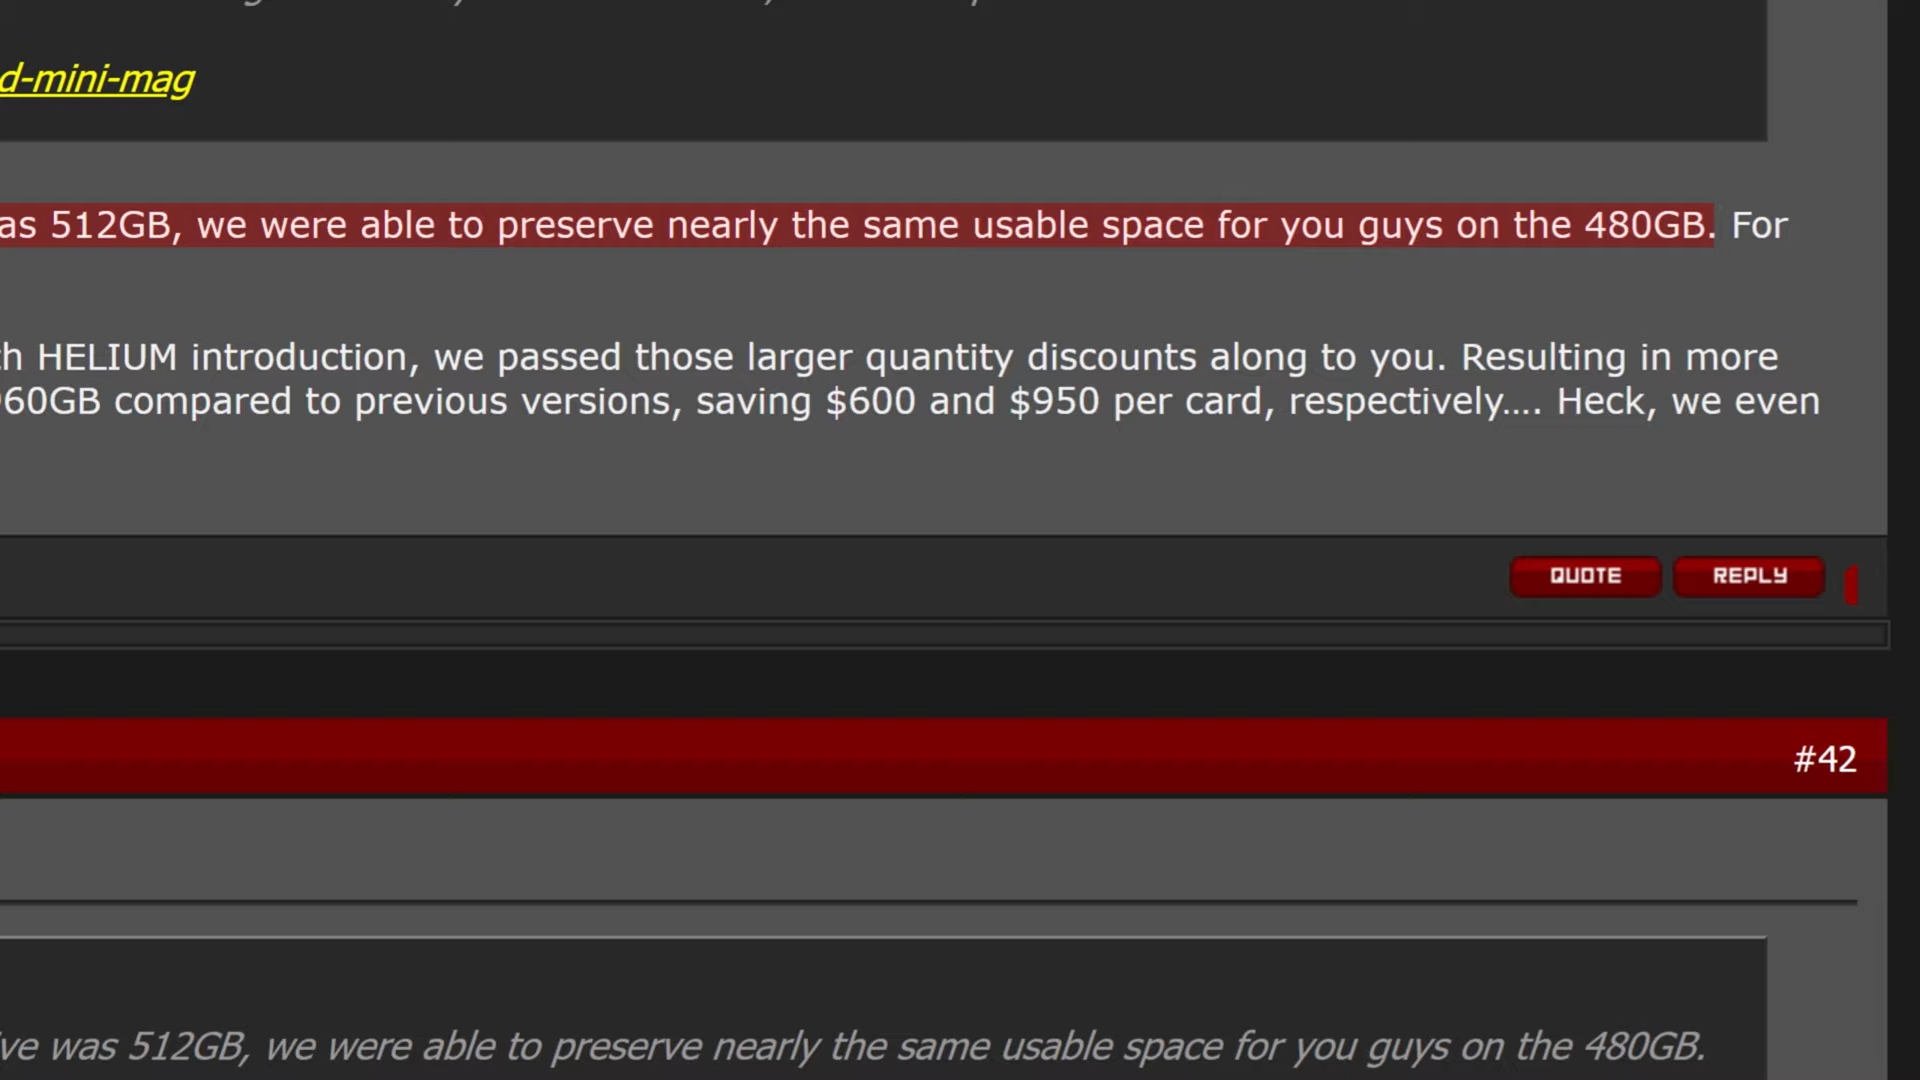 d-mini-mag
as 512GB, we were able to preserve nearly the same usable space for you guys on the 480GB. For
HELIUM introduction, we passed those larger quantity discounts along to you. Resulting in more
960GB compared to previous versions, saving $600 and $950 per card, respectively.... Heck, we even
QUOTE REPLY
#42
ve was 512GB, we were able to preserve nearly the same usable space for you guys on the 480GB.